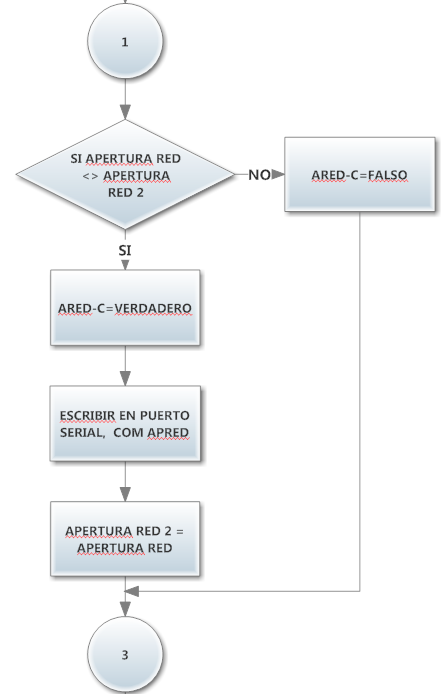 1
SI APERTURA RED
<> APERTURA
RED 2
NO
ARED-C=FALSO
SI
ARED-C=VERDADERO
ESCRIBIR EN PUERTO
SERIAL, COM APRED
APERTURA RED 2 =
APERTURA RED
3